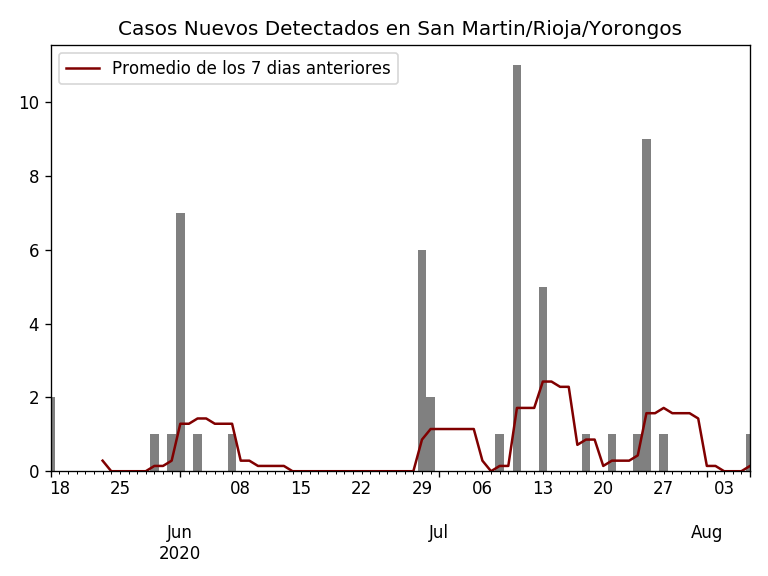 Casos Nuevos Detectados en San Martin/Rioja/Yorongos
Promedio de los 7 dias anteriores
10
8
6
4
2
0
18 25 08 15 22 29 06 13 20 27 03
Jun Jul Aug
2020